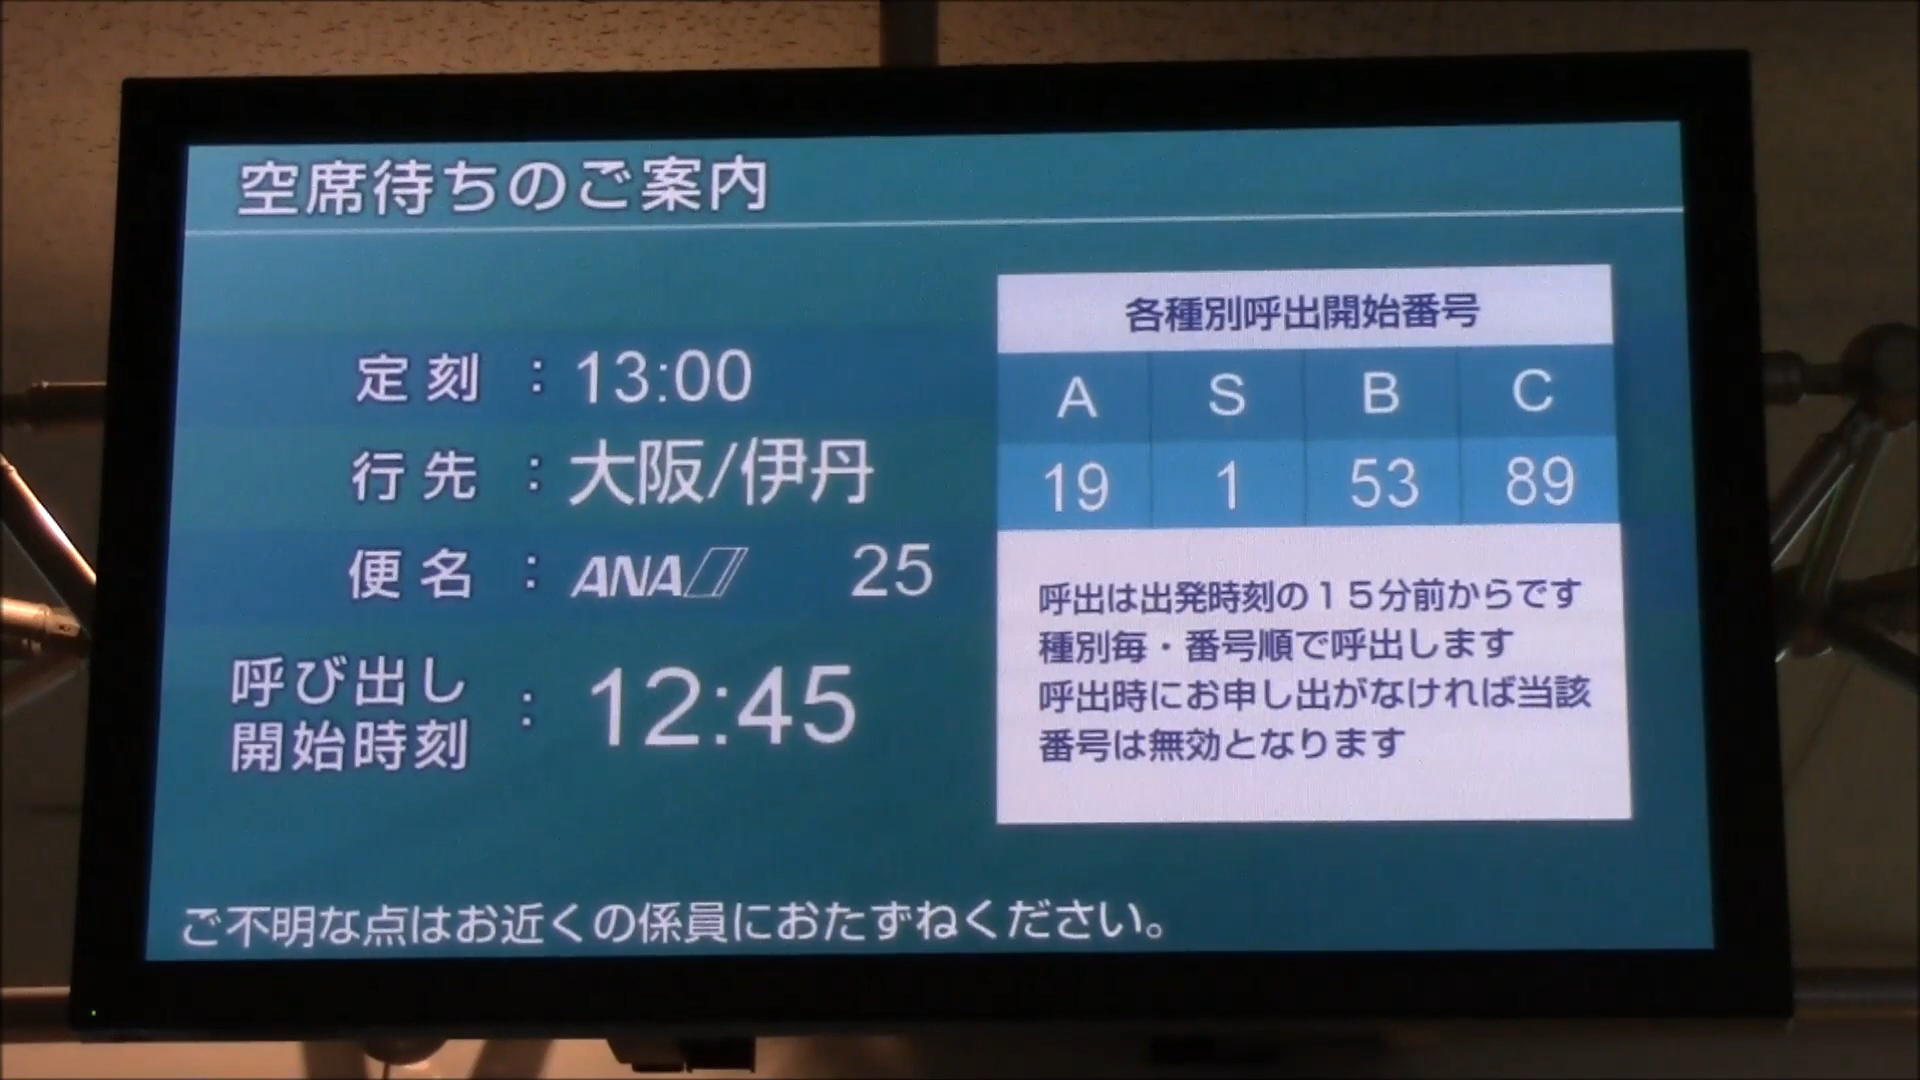 空席待ちのご案内
定刻 : 13:00
行先 : 大阪/伊丹
便名 : ANA 25
呼び出し
開始時刻 : 12:45
各種別呼出開始番号
A S B C
19 1 53 89
呼出は出発時刻の15分前からです
種別毎・番号順で呼出します
呼出時にお申し出がなければ当該
番号は無効となります
ご不明な点はお近くの係員におたずねください。